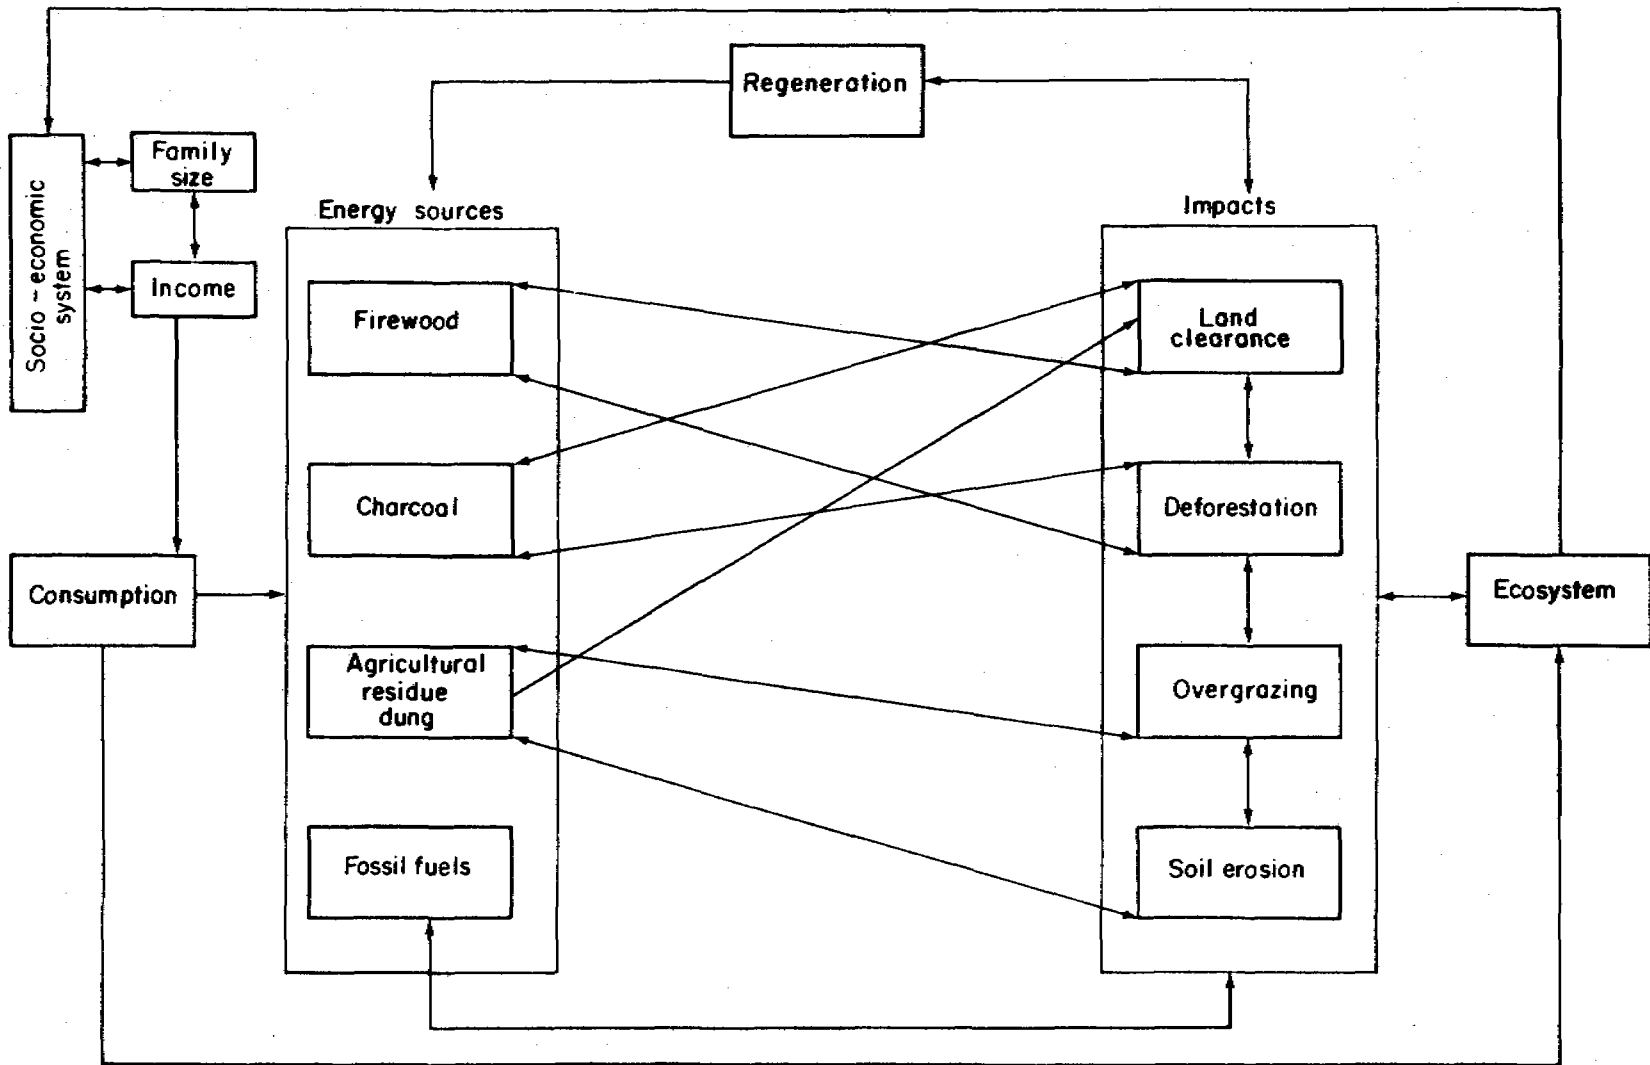 Regeneration
Family
size
Socio-economic
system
Income
Energy sources
Impacts
Firewood
Land
clearance
Charcoal
Deforestation
Consumption
Ecosystem
Agricultural
residue
dung
Overgrazing
Fossil fuels
Soil erosion